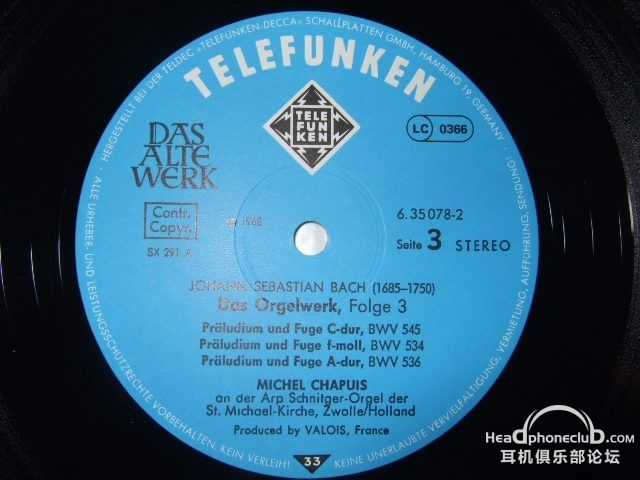 HERGESTELLT BEI DER TELDEC »TELEFUNKEN-DECCA« SCHALLPLATTEN GMBH, HAMBURG 19, GERMANY
TELEFUNKEN
TELE
FUN
KEN
DAS
ALTE
WERK
LC 0366
Contr.
Copyr.
SX 291 A
℗ 1968
6.35078-2
Seite 3 STEREO
JOHANN SEBASTIAN BACH (1685–1750)
Das Orgelwerk, Folge 3
Präludium und Fuge C-dur, BWV 545
Präludium und Fuge f-moll, BWV 534
Präludium und Fuge A-dur, BWV 536
MICHEL CHAPUIS
an der Arp Schnitger-Orgel der
St. Michael-Kirche, Zwolle/Holland
Produced by VALOIS, France
33
ALLE URHEBER- UND LEISTUNGSSCHUTZRECHTE VORBEHALTEN. KEIN VERLEIH! KEINE UNERLAUBTE VERVIELFÄLTIGUNG, VERMIETUNG, AUFFÜHRUNG, SENDUNG!
HeadphoneclUb.com
耳机俱乐部论坛